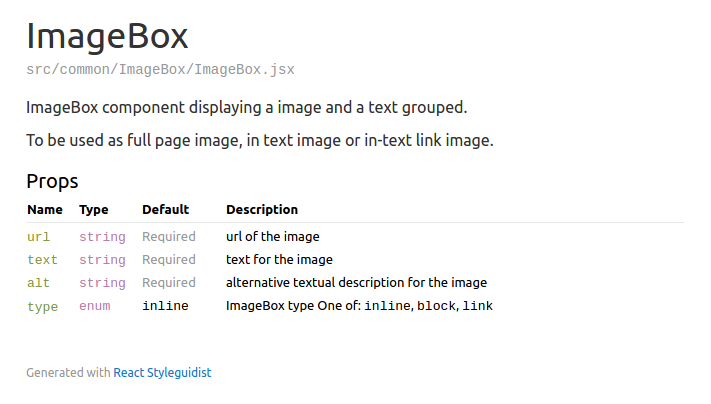 ImageBox
src/common/ImageBox/ImageBox.jsx
ImageBox component displaying a image and a text grouped.
To be used as full page image, in text image or in-text link image.
Props
Name Type Default Description
url string Required url of the image
text string Required text for the image
alt string Required alternative textual description for the image
type enum inline ImageBox type One of: inline, block, link
Generated with React Styleguidist